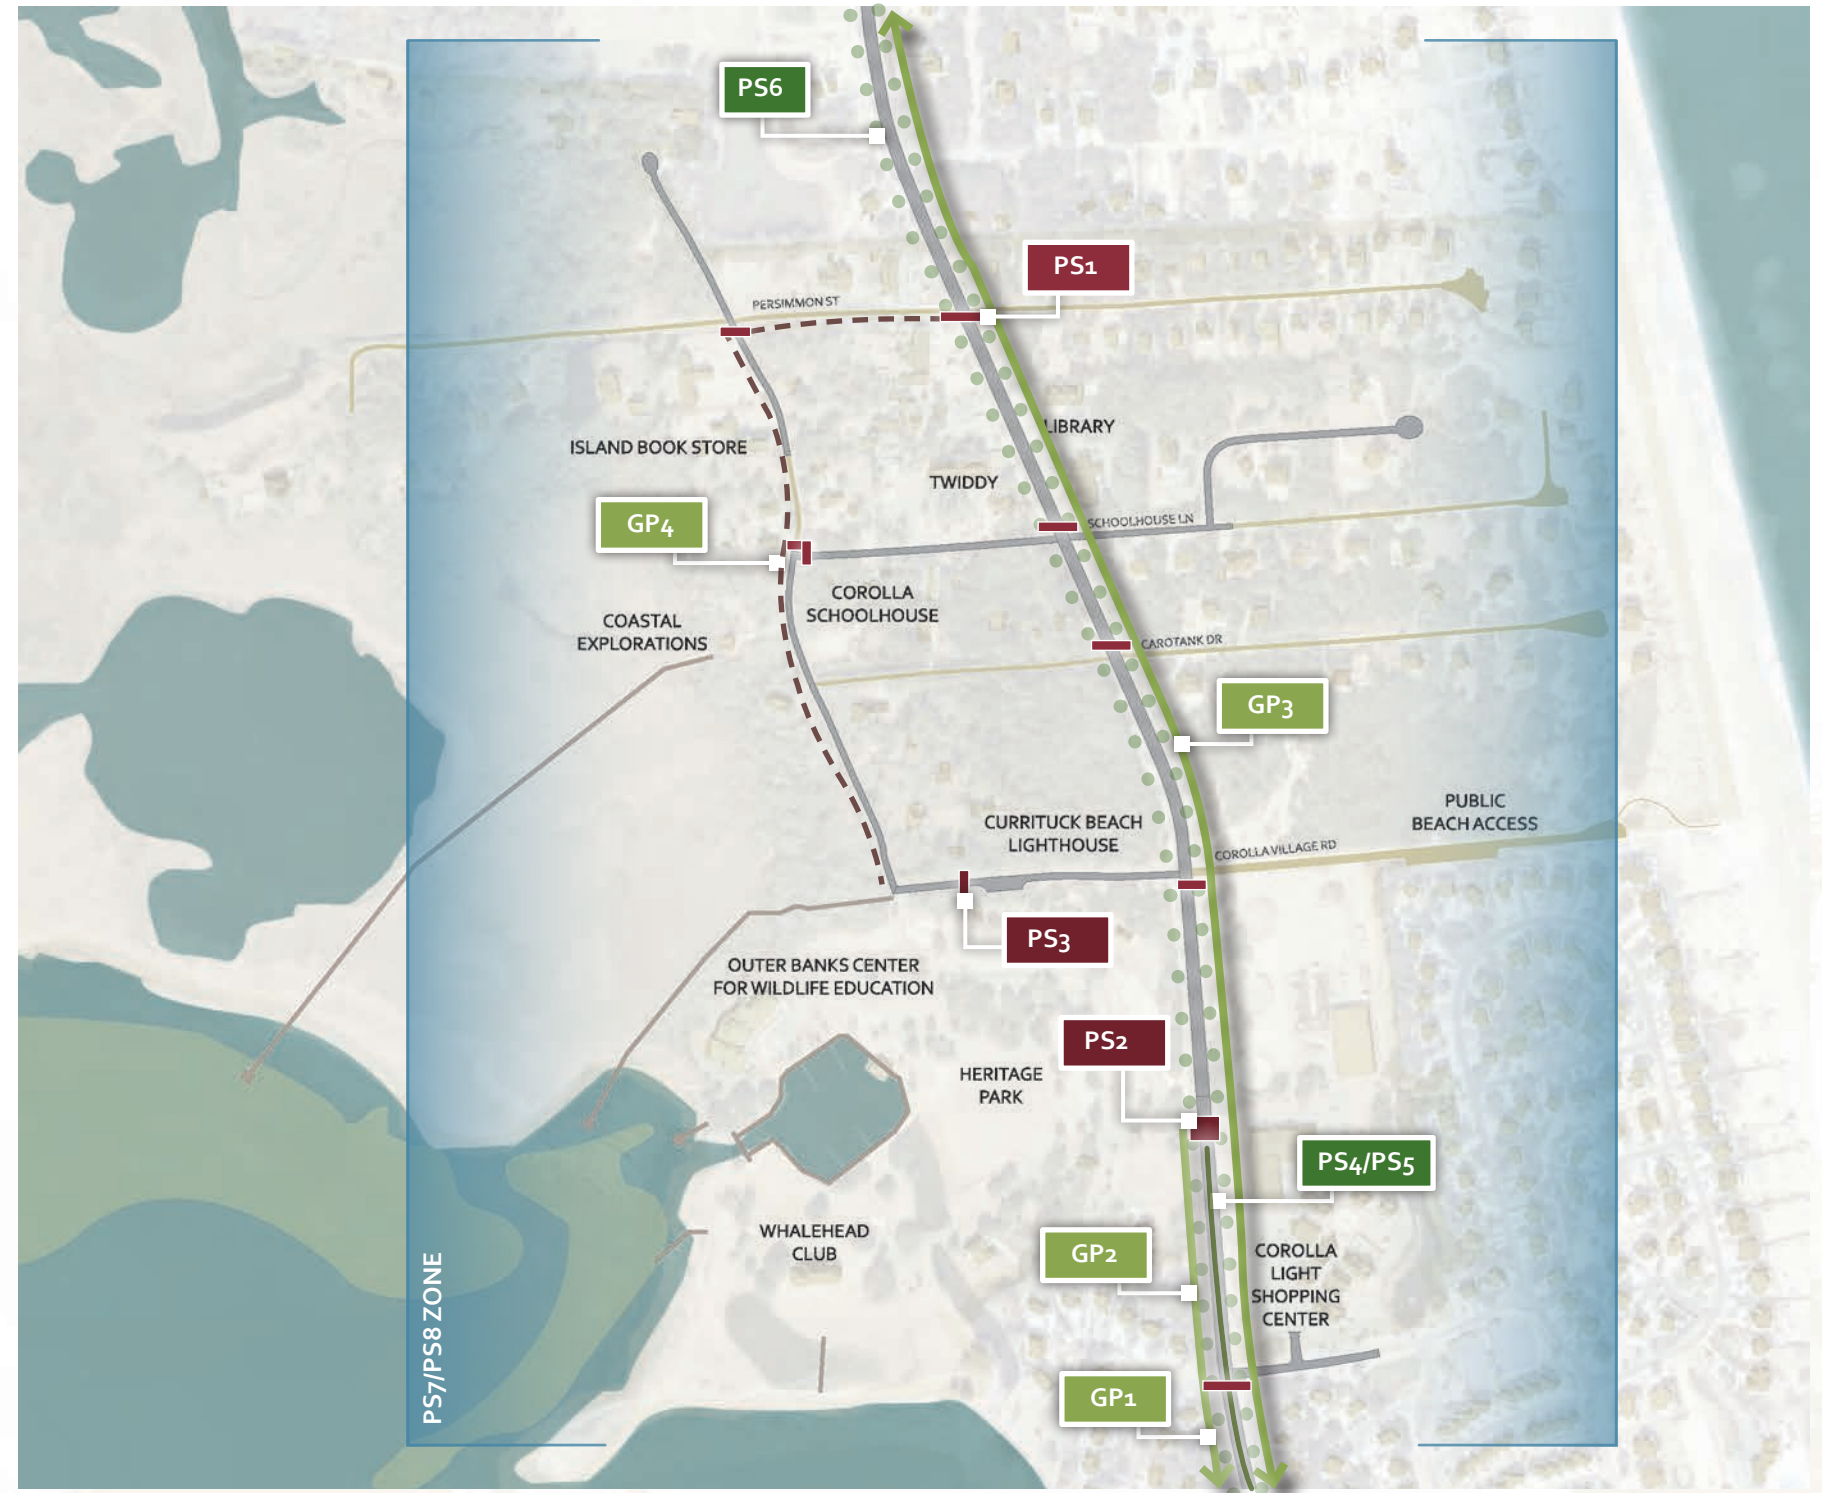 PS6
PS1
PERSIMMON ST
LIBRARY
ISLAND BOOK STORE
TWIDDY
GP4
SCHOOLHOUSE LN
COROLLA
SCHOOLHOUSE
COASTAL
EXPLORATIONS
CAROTANK DR
GP3
PUBLIC
BEACH ACCESS
CURRITUCK BEACH
LIGHTHOUSE
COROLLA VILLAGE RD
PS3
OUTER BANKS CENTER
FOR WILDLIFE EDUCATION
PS2
HERITAGE
PARK
PS4/PS5
WHALEHEAD
CLUB
GP2
COROLLA
LIGHT
SHOPPING
CENTER
PS7/PS8 ZONE
GP1